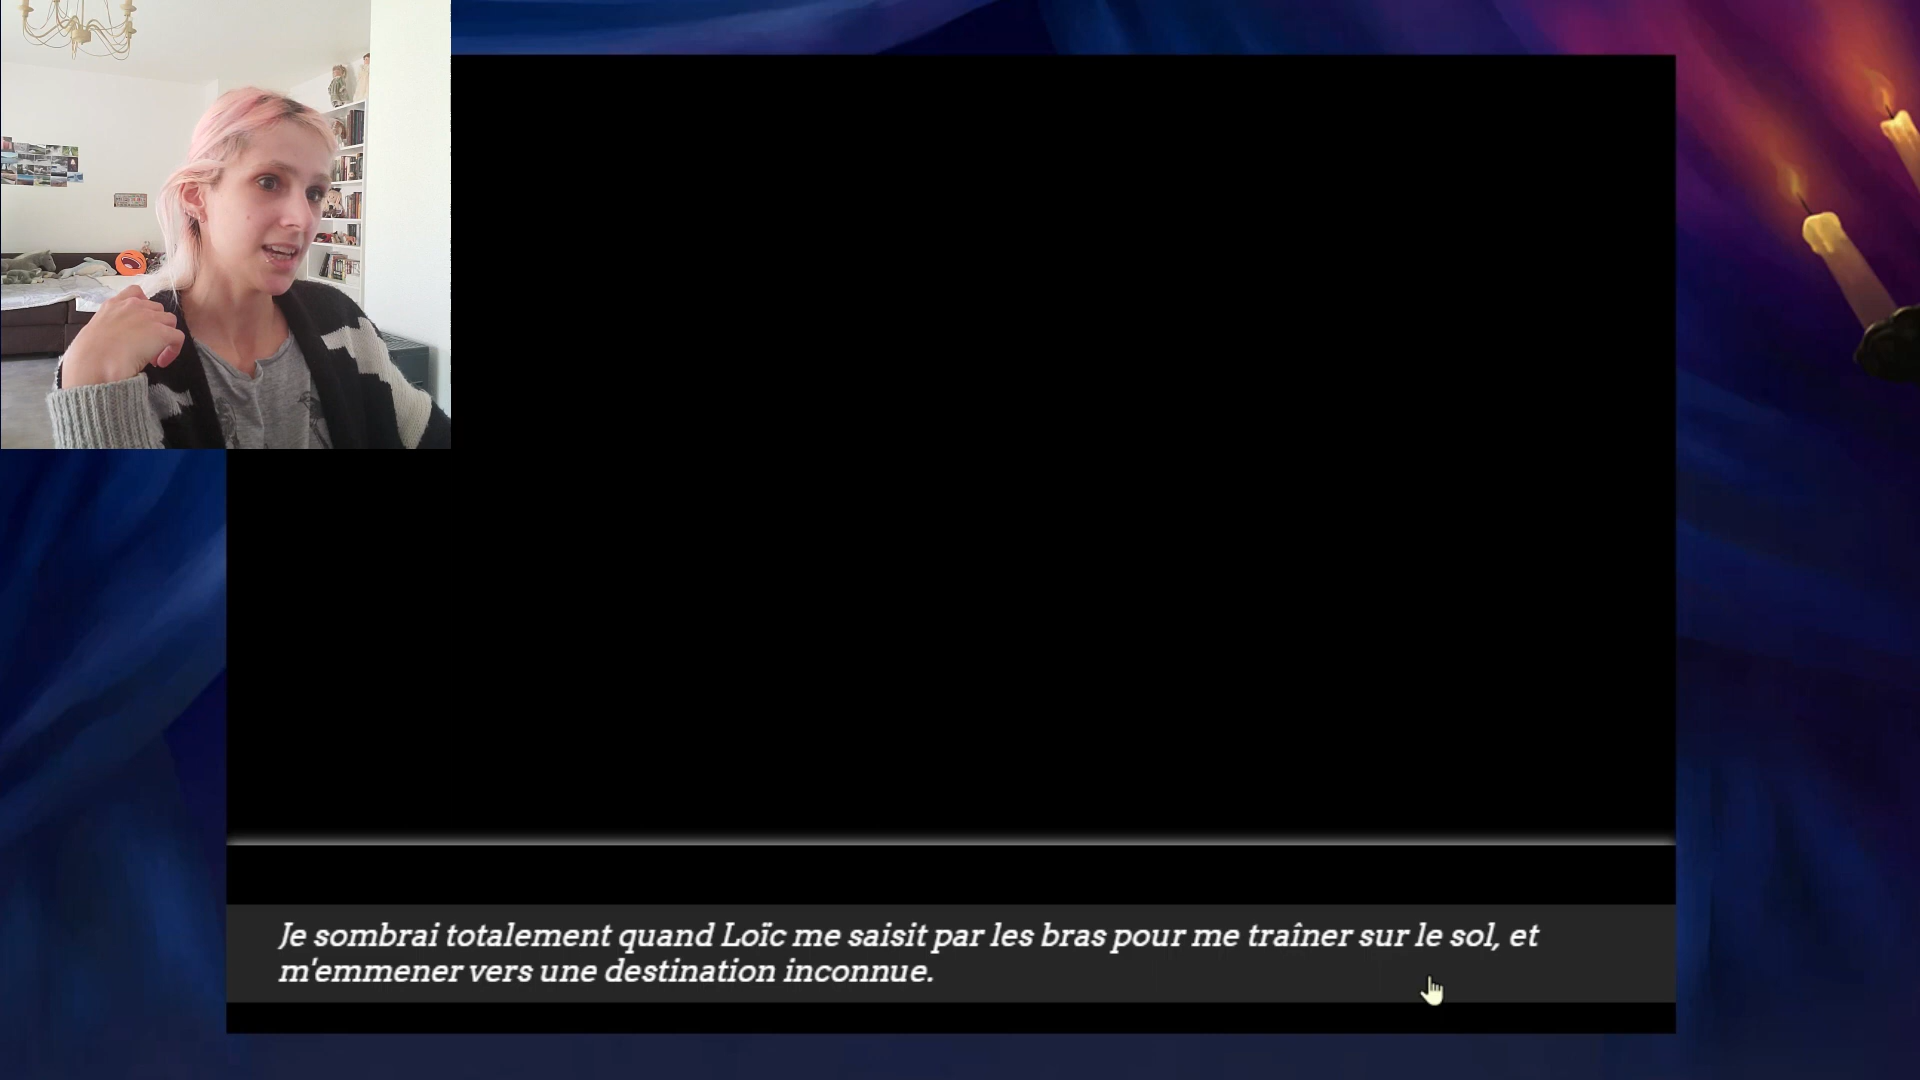 Je sombrai totalement quand Loïc me saisit par les bras pour me traîner sur le sol, et
m'emmener vers une destination inconnue.